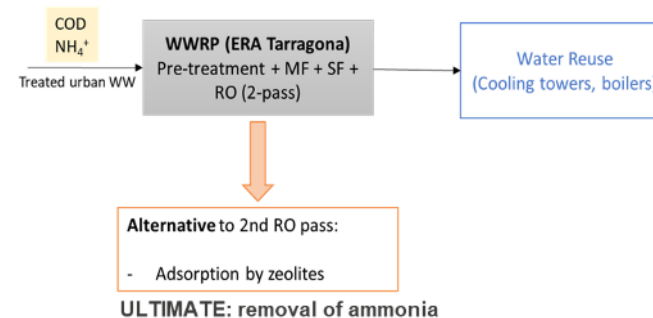 COD
NH₄⁺
Treated urban WW
WWRP (ERA Tarragona)
Pre-treatment + MF + SF +
RO (2-pass)
Water Reuse
(Cooling towers, boilers)
Alternative to 2nd RO pass:
- Adsorption by zeolites
ULTIMATE: removal of ammonia